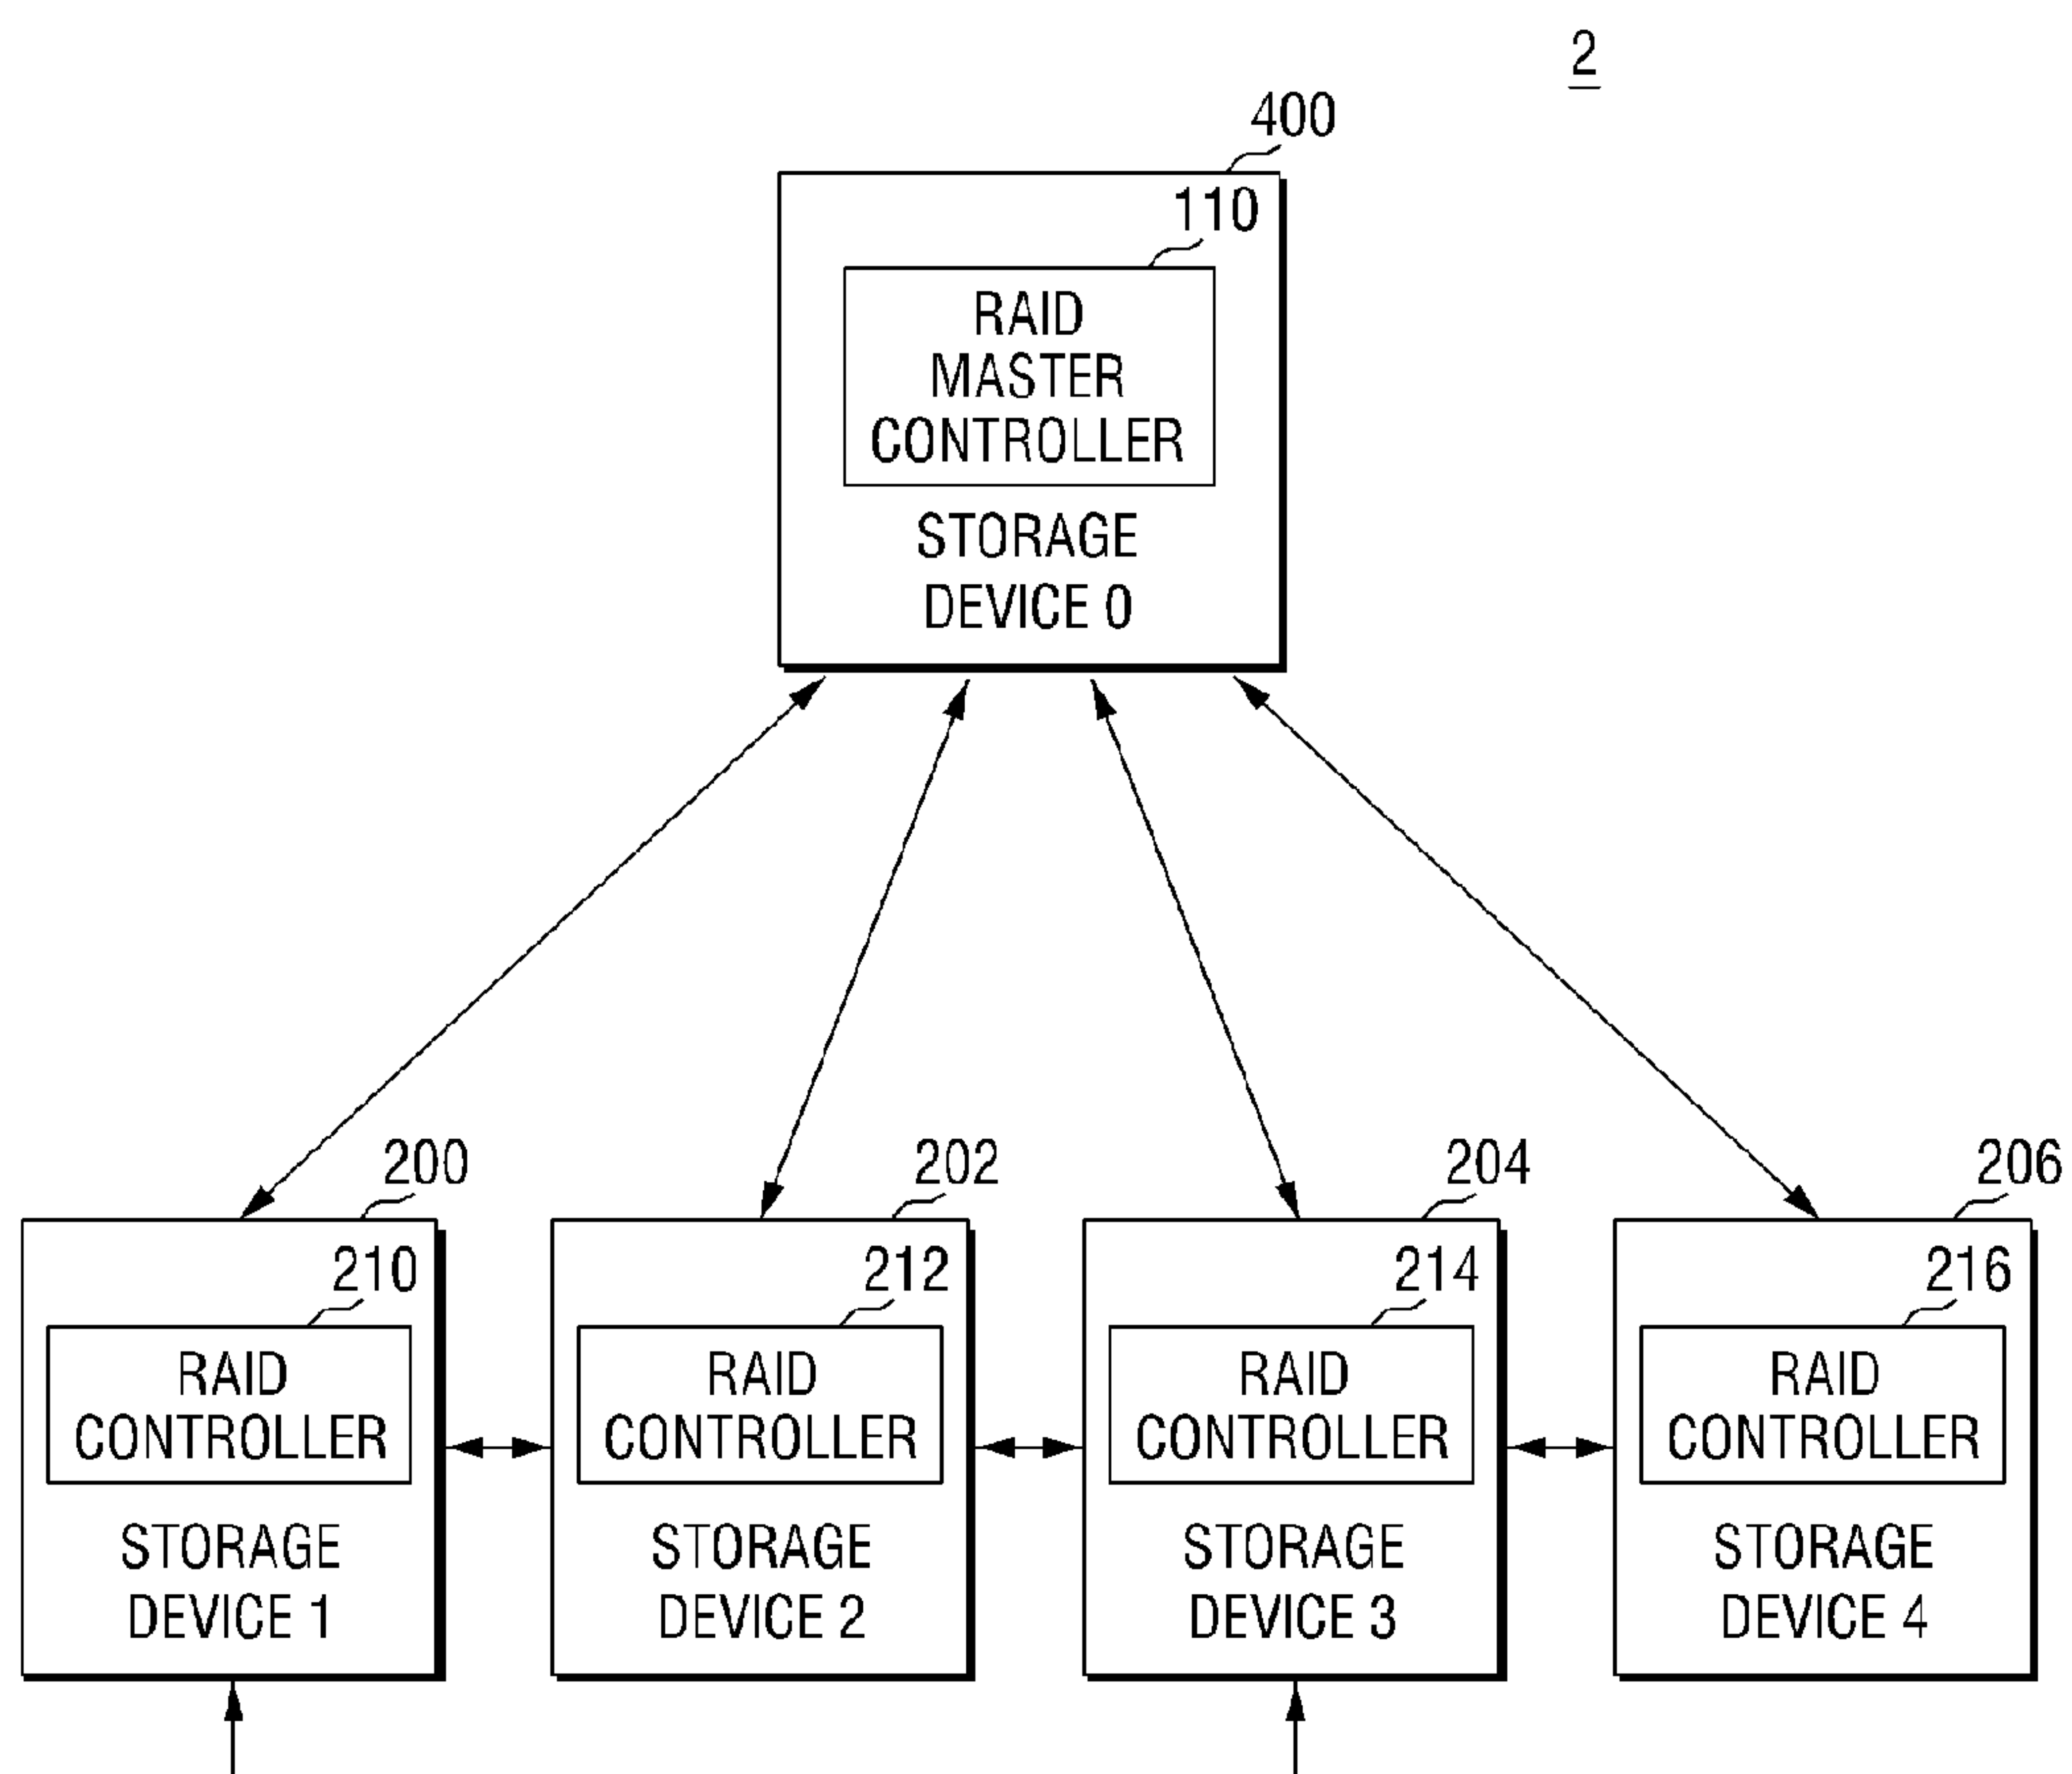 2
400
110
RAID
MASTER
CONTROLLER
STORAGE
DEVICE 0
200
202
204
206
210
212
214
216
RAID
CONTROLLER
RAID
CONTROLLER
RAID
CONTROLLER
RAID
CONTROLLER
STORAGE
DEVICE 1
STORAGE
DEVICE 2
STORAGE
DEVICE 3
STORAGE
DEVICE 4